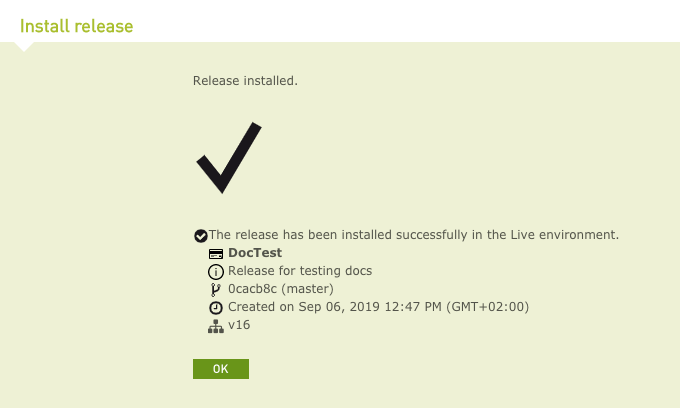 Install release
Release installed.
The release has been installed successfully in the Live environment.
DocTest
Release for testing docs
0cacb8c (master)
Created on Sep 06, 2019 12:47 PM (GMT+02:00)
v16
OK